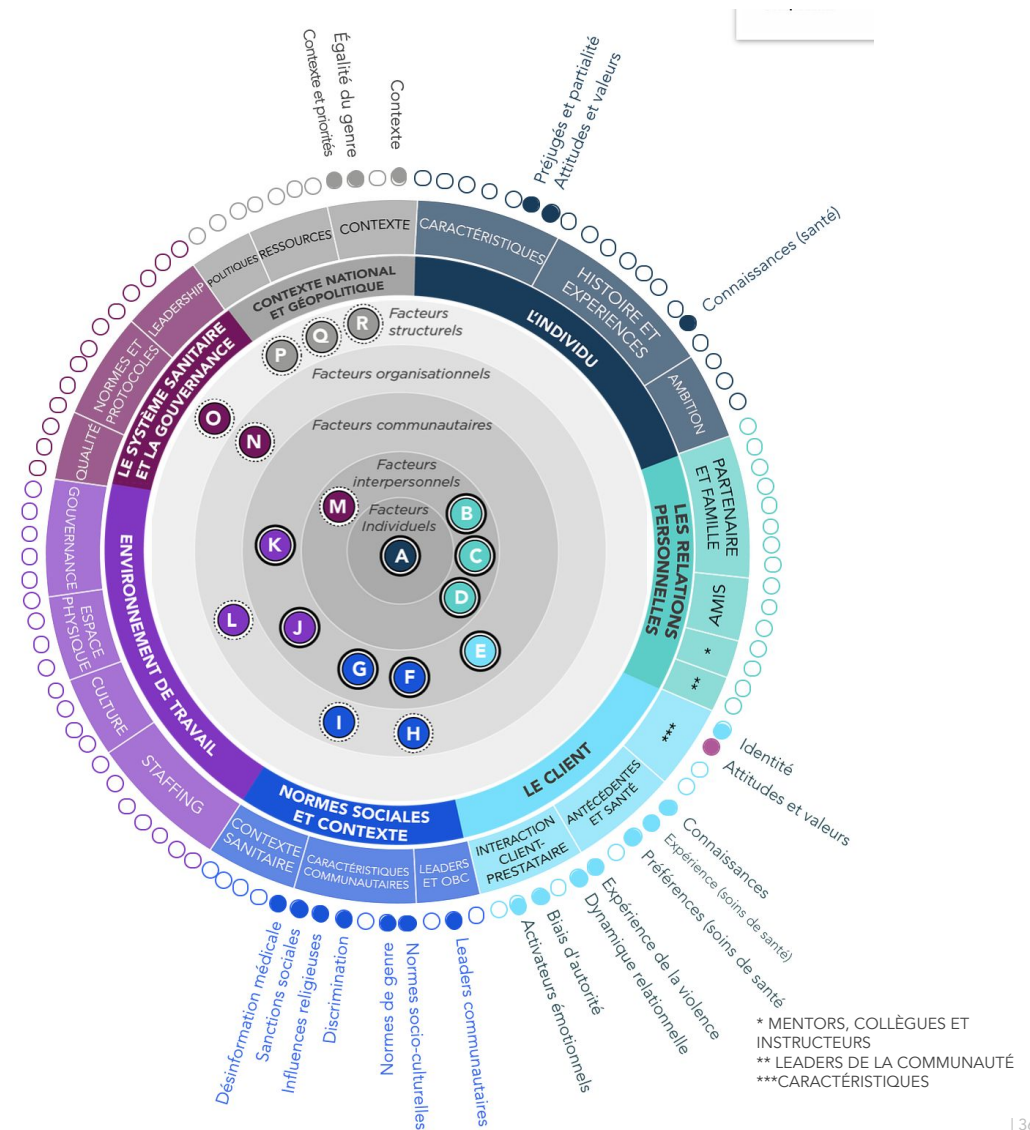 Contexte et priorités
Égalité du genre
Contexte
Préjugés et partialité
Attitudes et valeurs
Connaissances (santé)
POLITIQUES
RESSOURCES
CONTEXTE
CARACTÉRISTIQUES
HISTOIRE ET
EXPERIENCES
AMBITION
CONTEXTE NATIONAL
ET GÉOPOLITIQUE
L'INDIVIDU
LEADERSHIP
NORMES ET
PROTOCOLES
QUALITÉ
LE SYSTÈME SANITAIRE
ET LA GOUVERNANCE
Facteurs
structurels
Facteurs organisationnels
Facteurs communautaires
Facteurs
interpersonnels
Facteurs
Individuels
R
Q
P
O
N
M
B
K
A
C
D
L
J
E
G
F
I
H
PARTENAIRE
ET FAMILLE
AMIS
*
**
***
LES RELATIONS
PERSONNELLES
GOUVERNANCE
ESPACE
PHYSIQUE
CULTURE
STAFFING
ENVIRONNEMENT DE TRAVAIL
LE CLIENT
ANTÉCÉDENTES
ET SANTÉ
INTERACTION
CLIENT-
PRESTATAIRE
NORMES SOCIALES
ET CONTEXTE
CONTEXTE
SANITAIRE
CARACTÉRISTIQUES
COMMUNAUTAIRES
LEADERS
ET OBC
Identité
Attitudes et valeurs
Connaissances
Expérience (soins de santé)
Préférences (soins de santé
Expérience de la violence
Dynamique relationnelle
Biais d'autorité
Activateurs émotionnels
Leaders communautaires
Normes socio-culturelles
Normes de genre
Discrimination
Influences religieuses
Sanctions sociales
Désinformation médicale
* MENTORS, COLLÈGUES ET
INSTRUCTEURS
** LEADERS DE LA COMMUNAUTÉ
***CARACTÉRISTIQUES